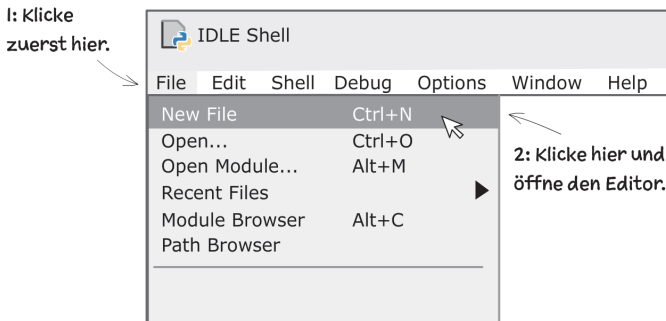 1: Klicke
zuerst hier.
IDLE Shell
File Edit Shell Debug Options Window Help
New File Ctrl+N
Open... Ctrl+O
Open Module... Alt+M
Recent Files
Module Browser Alt+C
Path Browser
2: Klicke hier und
öffne den Editor.